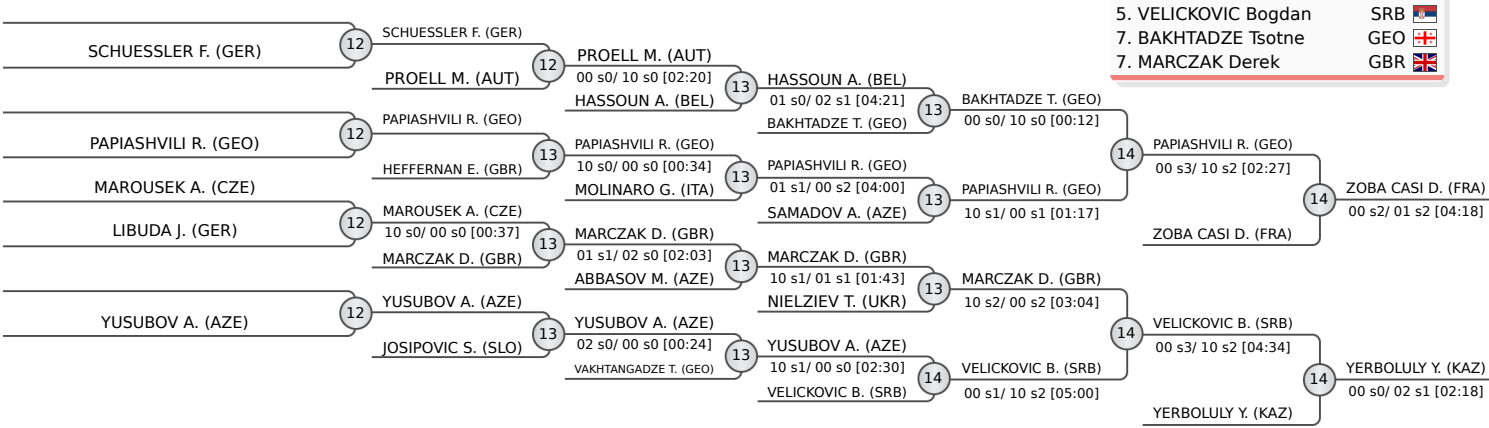 5. VELICKOVIC Bogdan SRB
7. BAKHTADZE Tsotne GEO
7. MARCZAK Derek GBR
SCHUESSLER F. (GER)
12
PAPIASHVILI R. (GEO)
12
MAROUSEK A. (CZE)
12
LIBUDA J. (GER)
YUSUBOV A. (AZE)
12
SCHUESSLER F. (GER)
12
PROELL M. (AUT)
PAPIASHVILI R. (GEO)
13
HEFFERNAN E. (GBR)
MAROUSEK A. (CZE)
10 s0/ 00 s0 [00:37]
13
MARCZAK D. (GBR)
YUSUBOV A. (AZE)
13
JOSIPOVIC S. (SLO)
PROELL M. (AUT)
00 s0/ 10 s0 [02:20]
13
HASSOUN A. (BEL)
PAPIASHVILI R. (GEO)
10 s0/ 00 s0 [00:34]
13
MOLINARO G. (ITA)
MARCZAK D. (GBR)
01 s1/ 02 s0 [02:03]
13
ABBASOV M. (AZE)
YUSUBOV A. (AZE)
02 s0/ 00 s0 [00:24]
13
VAKHTANGADZE T. (GEO)
HASSOUN A. (BEL)
01 s0/ 02 s1 [04:21]
13
BAKHTADZE T. (GEO)
PAPIASHVILI R. (GEO)
01 s1/ 00 s2 [04:00]
13
SAMADOV A. (AZE)
MARCZAK D. (GBR)
10 s1/ 01 s1 [01:43]
13
NIELZIEV T. (UKR)
YUSUBOV A. (AZE)
10 s1/ 00 s0 [02:30]
14
VELICKOVIC B. (SRB)
BAKHTADZE T. (GEO)
00 s0/ 10 s0 [00:12]
14
PAPIASHVILI R. (GEO)
10 s1/ 00 s1 [01:17]
MARCZAK D. (GBR)
10 s2/ 00 s2 [03:04]
14
VELICKOVIC B. (SRB)
00 s1/ 10 s2 [05:00]
PAPIASHVILI R. (GEO)
00 s3/ 10 s2 [02:27]
14
ZOBA CASI D. (FRA)
VELICKOVIC B. (SRB)
00 s3/ 10 s2 [04:34]
14
YERBOLULY Y. (KAZ)
ZOBA CASI D. (FRA)
00 s2/ 01 s2 [04:18]
YERBOLULY Y. (KAZ)
00 s0/ 02 s1 [02:18]